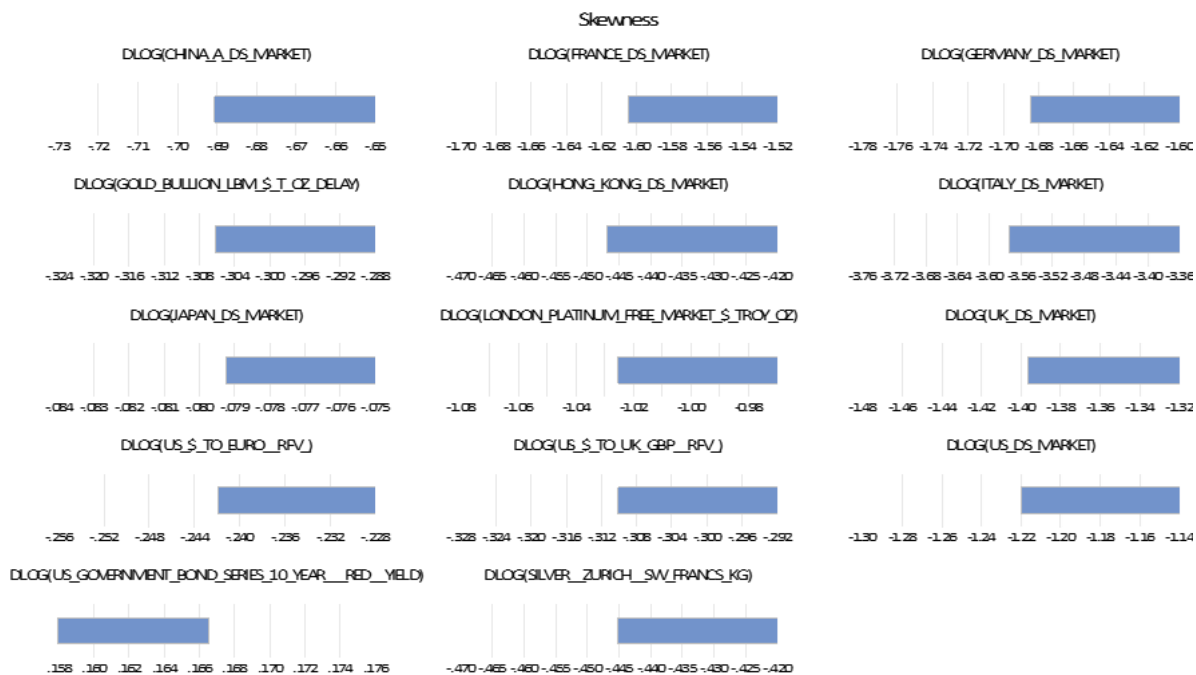 Skewness
DLOG(CHINA_A_DS_MARKET)
-.73 -.72 -.71 -.70 -.69 -.68 -.67 -.66 -.65
DLOG(FRANCE_DS_MARKET)
-1.70 -1.68 -1.66 -1.64 -1.62 -1.60 -1.58 -1.56 -1.54 -1.52
DLOG(GERMANY_DS_MARKET)
-1.78 -1.76 -1.74 -1.72 -1.70 -1.68 -1.66 -1.64 -1.62 -1.60
DLOG(GOLD_BULLION_LBM_$_T_OZ_DELAY)
-.324 -.320 -.316 -.312 -.308 -.304 -.300 -.296 -.292 -.288
DLOG(HONG_KONG_DS_MARKET)
-.470 -.465 -.460 -.455 -.450 -.445 -.440 -.435 -.430 -.425 -.420
DLOG(ITALY_DS_MARKET)
-3.76 -3.72 -3.68 -3.64 -3.60 -3.56 -3.52 -3.48 -3.44 -3.40 -3.36
DLOG(JAPAN_DS_MARKET)
-.084 -.083 -.082 -.081 -.080 -.079 -.078 -.077 -.076 -.075
DLOG(LONDON_PLATINUM_FREE_MARKET_$_TROY_OZ)
-1.08 -1.06 -1.04 -1.02 -1.00 -0.98
DLOG(UK_DS_MARKET)
-1.48 -1.46 -1.44 -1.42 -1.40 -1.38 -1.36 -1.34 -1.32
DLOG(US_$_TO_EURO__RFV_)
-.256 -.252 -.248 -.244 -.240 -.236 -.232 -.228
DLOG(US_$_TO_UK_GBP__RFV_)
-.328 -.324 -.320 -.316 -.312 -.308 -.304 -.300 -.296 -.292
DLOG(US_DS_MARKET)
-1.30 -1.28 -1.26 -1.24 -1.22 -1.20 -1.18 -1.16 -1.14
DLOG(US_GOVERNMENT_BOND_SERIES_10_YEAR___RED__YIELD)
.158 .160 .162 .164 .166 .168 .170 .172 .174 .176
DLOG(SILVER__ZURICH__SW_FRANCS_KG)
-.470 -.465 -.460 -.455 -.450 -.445 -.440 -.435 -.430 -.425 -.420